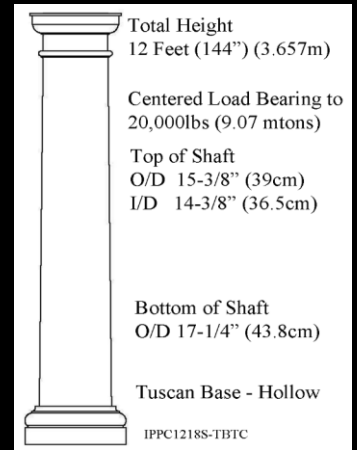 Total Height
12 Feet (144”) (3.657m)
Centered Load Bearing to
20,000lbs (9.07 mtons)
Top of Shaft
O/D 15-3/8” (39cm)
I/D 14-3/8” (36.5cm)
Bottom of Shaft
O/D 17-1/4” (43.8cm)
Tuscan Base - Hollow
IPPC1218S-TBTC